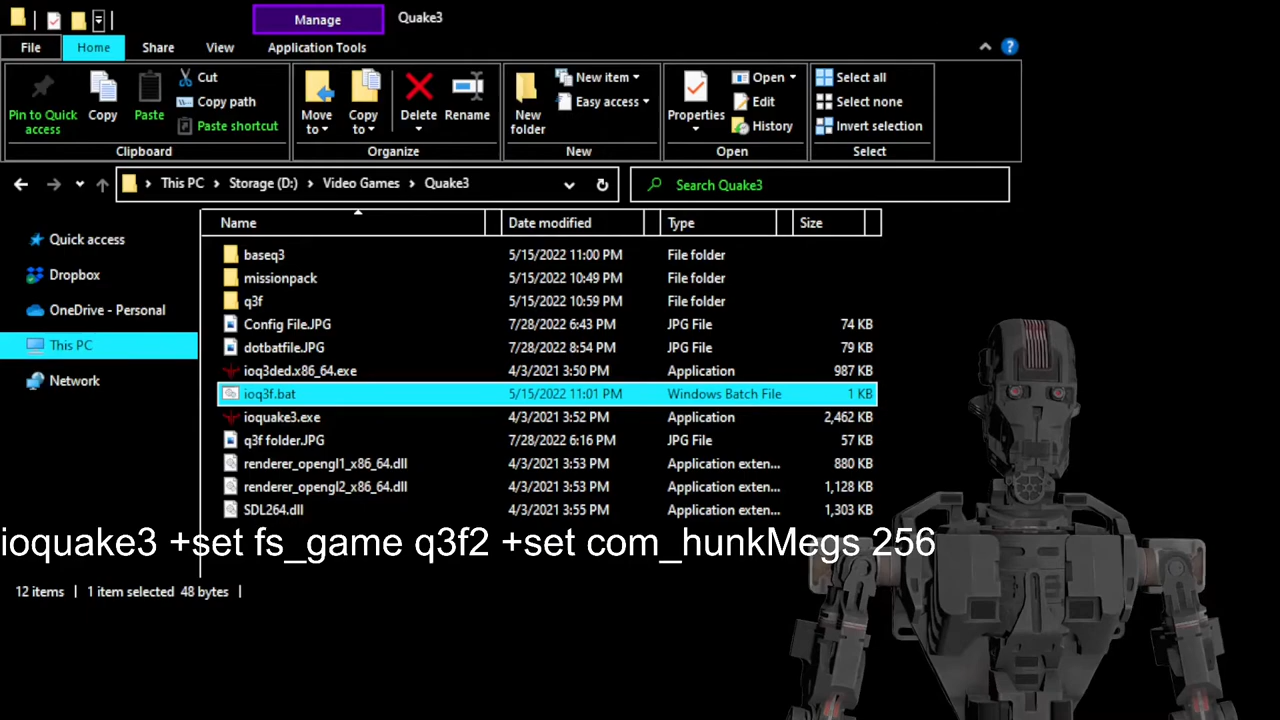 Manage Quake3
File Home Share View Application Tools
Pin to Quick access Copy Paste Cut Copy path Paste shortcut Move to Copy to Delete Rename New folder New item Easy access Properties Open Edit History Select all Select none Invert selection
Clipboard Organize New Open Select
This PC Storage (D:) Video Games Quake3 Search Quake3
Name Date modified Type Size
Quick access
Dropbox
OneDrive - Personal
This PC
Network
baseq3 5/15/2022 11:00 PM File folder
missionpack 5/15/2022 10:49 PM File folder
q3f 5/15/2022 10:59 PM File folder
Config File.JPG 7/28/2022 6:43 PM JPG File 74 KB
dotbatfile.JPG 7/28/2022 8:54 PM JPG File 79 KB
ioq3ded.x86_64.exe 4/3/2021 3:50 PM Application 987 KB
ioq3f.bat 5/15/2022 11:01 PM Windows Batch File 1 KB
ioquake3.exe 4/3/2021 3:52 PM Application 2,462 KB
q3f folder.JPG 7/28/2022 6:16 PM JPG File 57 KB
renderer_opengl1_x86_64.dll 4/3/2021 3:53 PM Application exten... 880 KB
renderer_opengl2_x86_64.dll 4/3/2021 3:53 PM Application exten... 1,128 KB
SDL264.dll 4/3/2021 3:55 PM Application exten... 1,303 KB
ioquake3 +set fs_game q3f2 +set com_hunkMegs 256
12 items 1 item selected 48 bytes